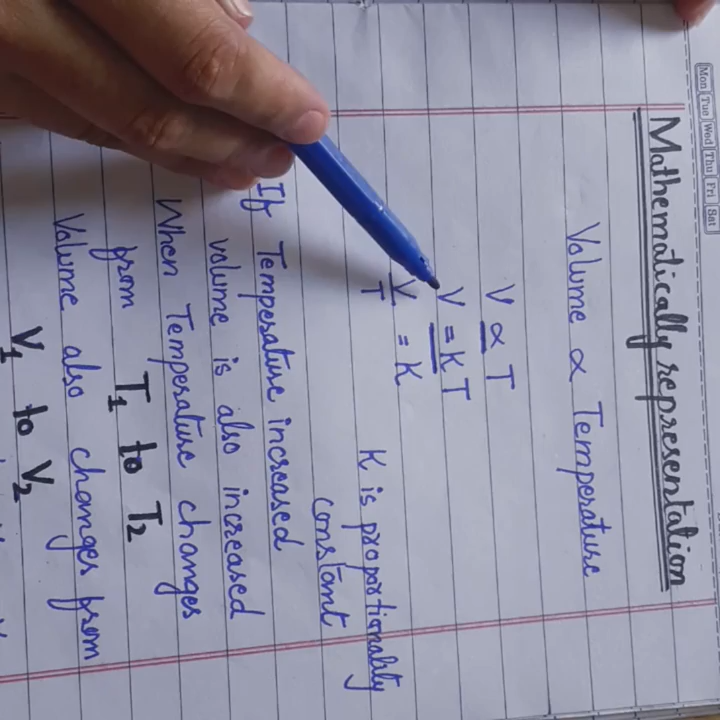 Mon Tue Wed Thu Fri Sat
Mathematically representation
Volume ∝ Temperature
V ∝ T
V = K T
V/T = K
K is proportionality
constant
If Temperature increased
volume is also increased
When Temperature changes
from T1 to T2
Volume also changes from
V1 to V2